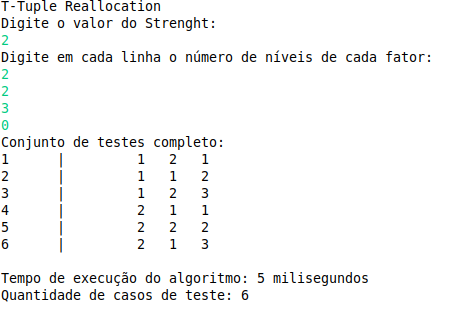 T-Tuple Reallocation
Digite o valor do Strenght:
2
Digite em cada linha o número de níveis de cada fator:
2
2
3
0
Conjunto de testes completo:
1 | 1 2 1
2 | 1 1 2
3 | 1 2 3
4 | 2 1 1
5 | 2 2 2
6 | 2 1 3
Tempo de execução do algoritmo: 5 milisegundos
Quantidade de casos de teste: 6